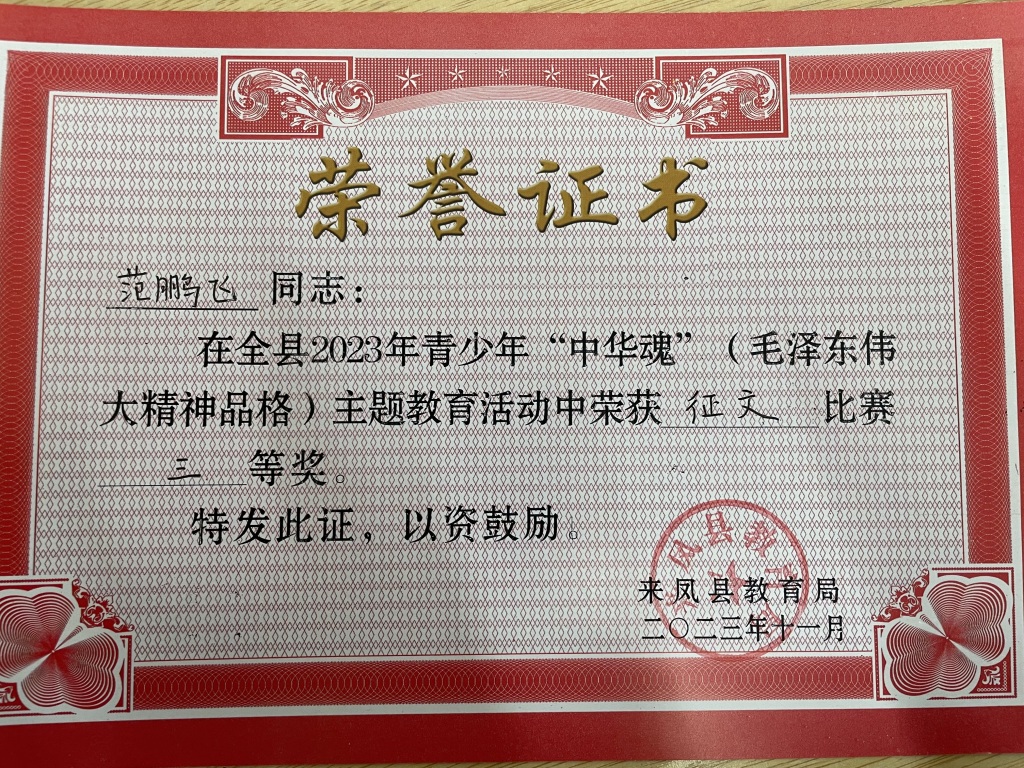 荣誉证书
范鹏飞 同志：
在全县2023年青少年“中华魂”（毛泽东伟
大精神品格）主题教育活动中荣获 征文 比赛
三 等奖。
特发此证，以资鼓励。
来凤县教育局
二〇二三年十一月